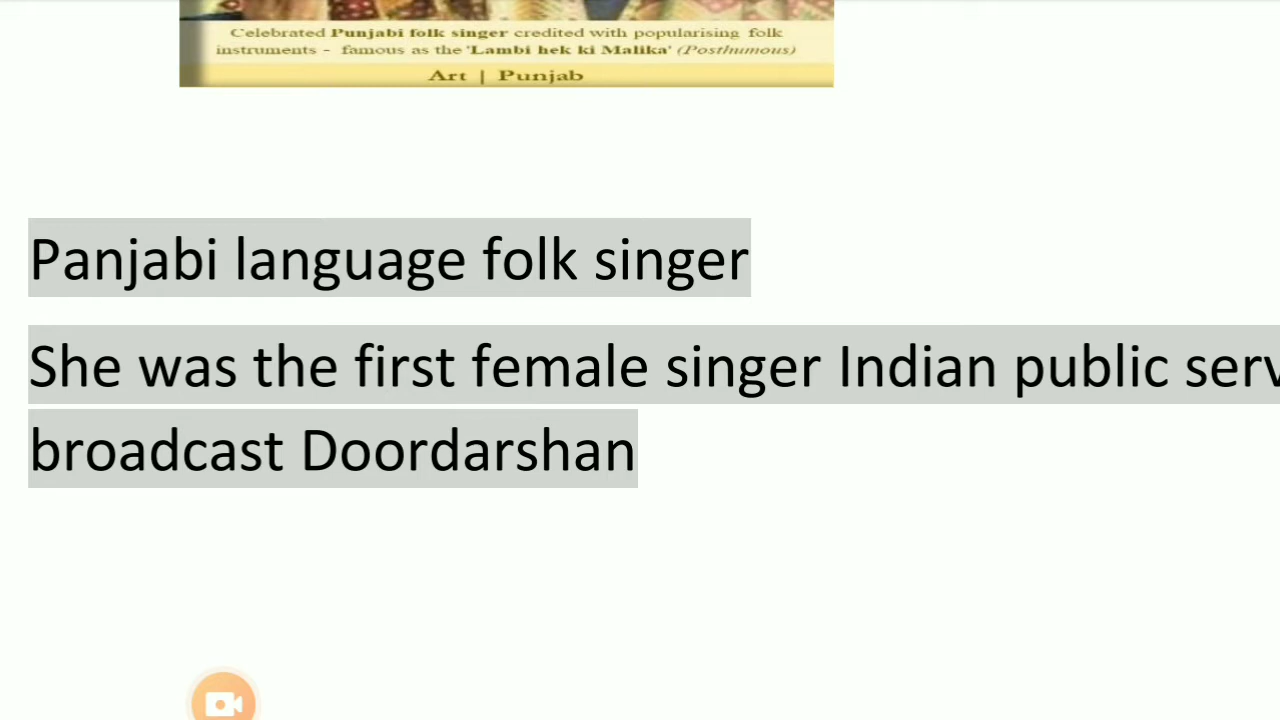 Celebrated Punjabi folk singer credited with popularising folk
instruments - famous as the 'Lambi hek ki Malika' (Posthumous)
Art | Punjab
Panjabi language folk singer
She was the first female singer Indian public serv
broadcast Doordarshan